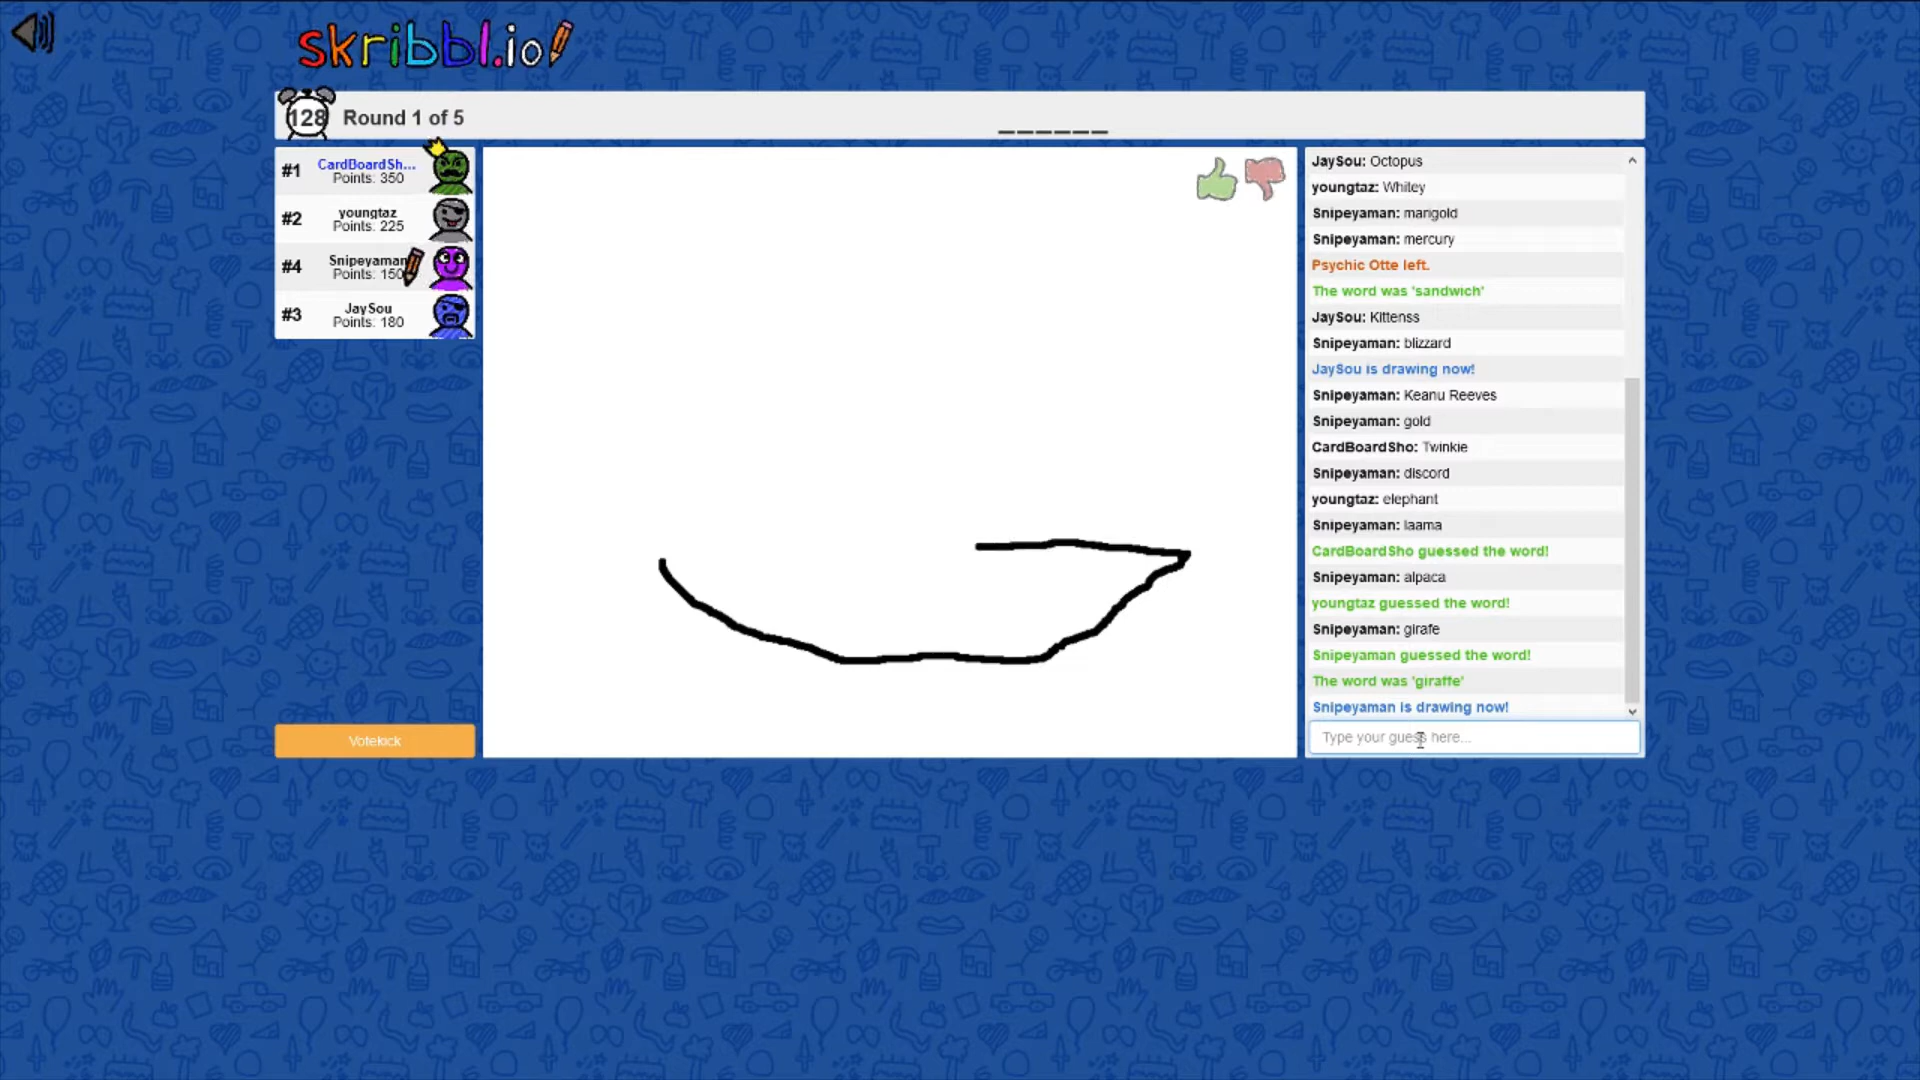 skribbl.io
128
Round 1 of 5
______
#1
CardBoardSh...
Points: 350
#2
youngtaz
Points: 225
#4
Snipeyaman
Points: 150
#3
JaySou
Points: 180
Votekick
JaySou: Octopus
youngtaz: Whitey
Snipeyaman: marigold
Snipeyaman: mercury
Psychic Otte left.
The word was 'sandwich'
JaySou: Kittenss
Snipeyaman: blizzard
JaySou is drawing now!
Snipeyaman: Keanu Reeves
Snipeyaman: gold
CardBoardSho: Twinkie
Snipeyaman: discord
youngtaz: elephant
Snipeyaman: laama
CardBoardSho guessed the word!
Snipeyaman: alpaca
youngtaz guessed the word!
Snipeyaman: girafe
Snipeyaman guessed the word!
The word was 'giraffe'
Snipeyaman is drawing now!
Type your guess here...